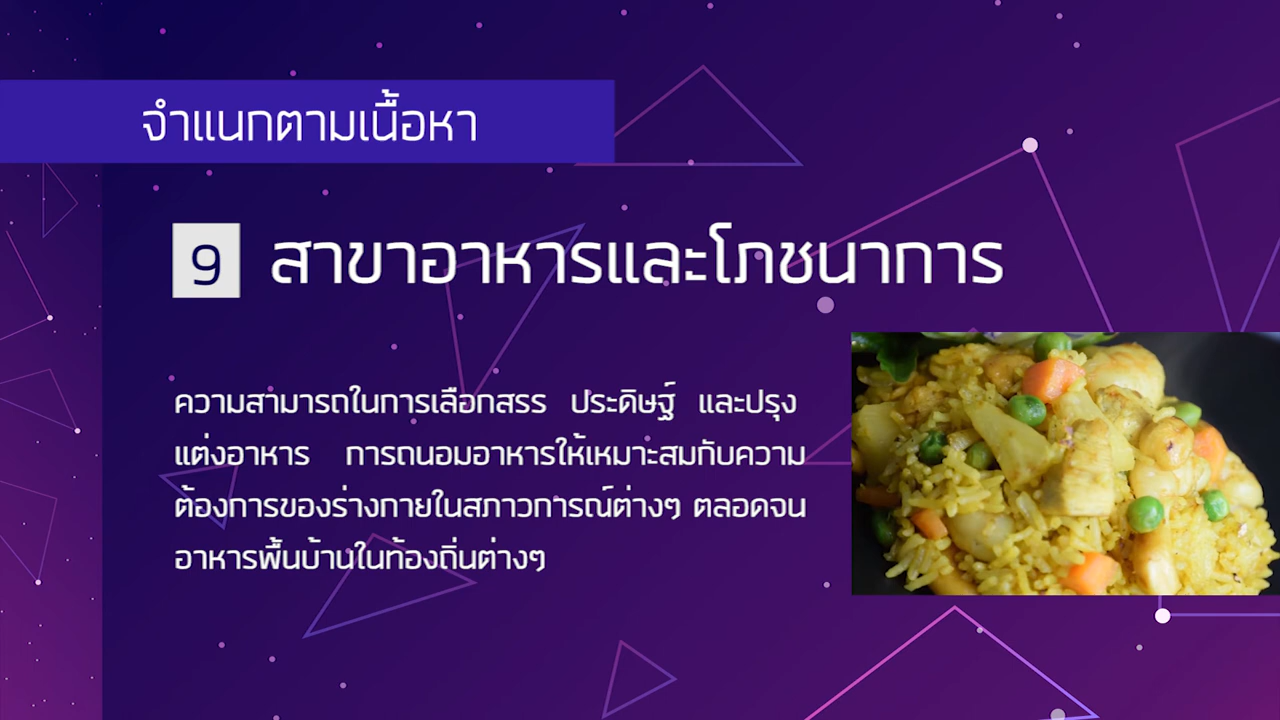 จำแนกตามเนื้อหา
9 สาขาอาหารและโภชนาการ
ความสามารถในการเลือกสรร ประดิษฐ์ และปรุง
แต่งอาหาร การถนอมอาหารให้เหมาะสมกับความ
ต้องการของร่างกายในสภาวการณ์ต่างๆ ตลอดจน
อาหารพื้นบ้านในท้องถิ่นต่างๆ